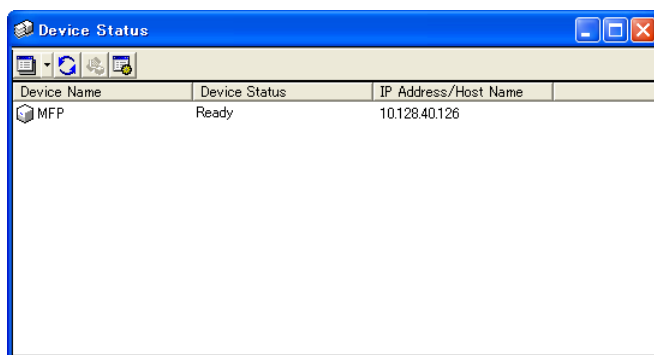 Device Status
Device Name Device Status IP Address/Host Name
MFP Ready 10.128.40.126